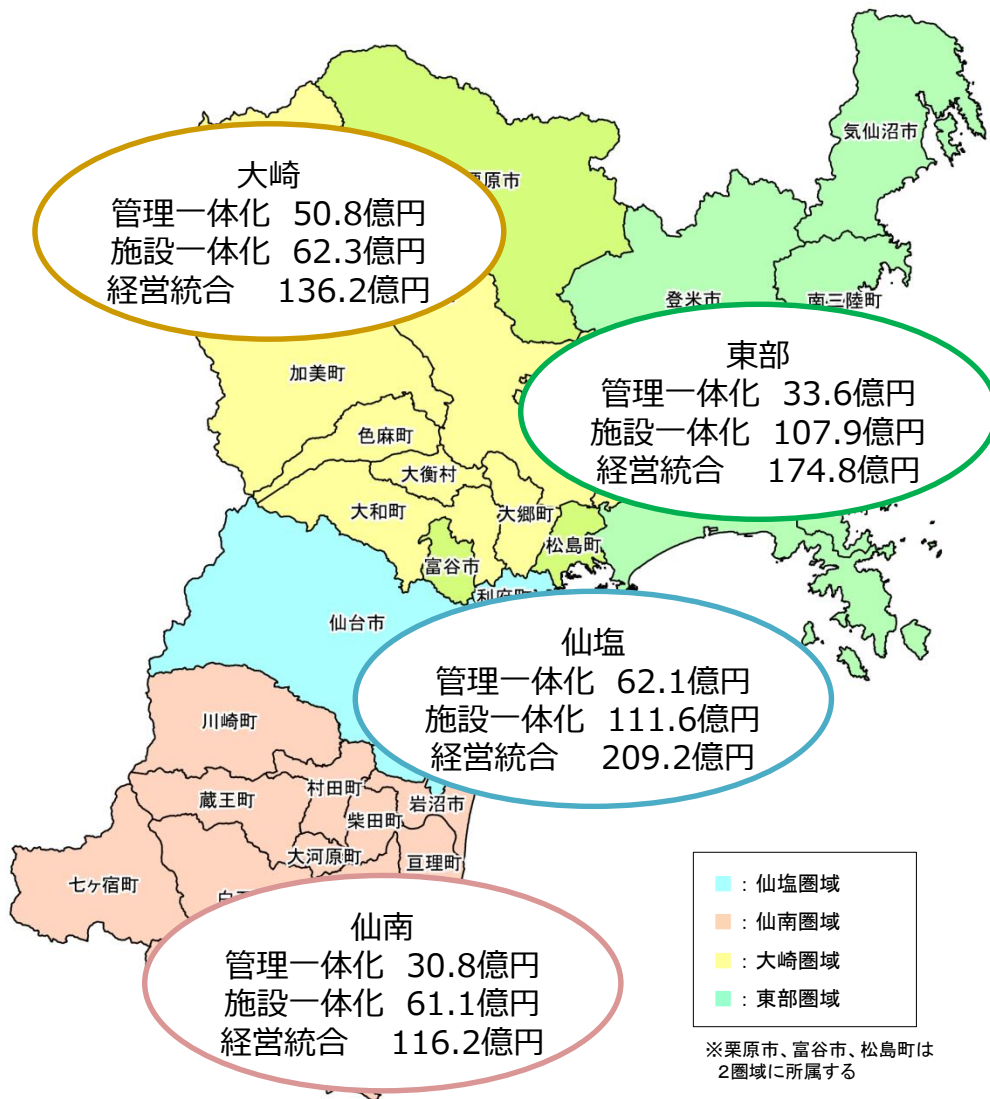 気仙沼市
大崎
管理一体化 50.8億円
施設一体化 62.3億円
経営統合 136.2億円
原市
登米市
南三陸町
東部
管理一体化 33.6億円
施設一体化 107.9億円
経営統合 174.8億円
加美町
色麻町
大衡村
大和町
大郷町
松島町
富谷市
利府町
仙台市
仙塩
管理一体化 62.1億円
施設一体化 111.6億円
経営統合 209.2億円
川崎町
蔵王町
村田町
岩沼市
柴田町
大河原町
亘理町
七ヶ宿町
仙南
管理一体化 30.8億円
施設一体化 61.1億円
経営統合 116.2億円
：仙塩圏域
：仙南圏域
：大崎圏域
：東部圏域
※栗原市、富谷市、松島町は
2圏域に所属する